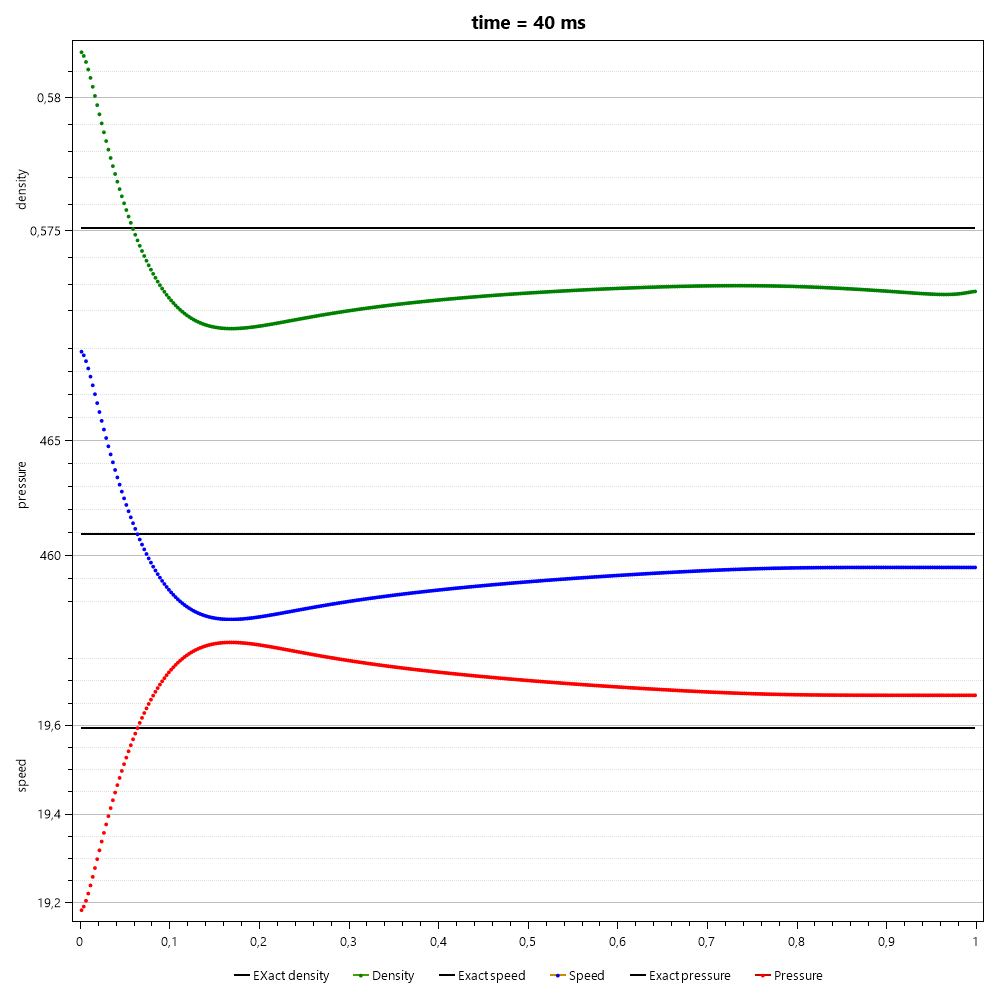 time = 40 ms
0,58
density
0,575
465
pressure
460
19,6
speed
19,4
19,2
0 0,1 0,2 0,3 0,4 0,5 0,6 0,7 0,8 0,9 1
EXact density Density Exact speed Speed Exact pressure Pressure